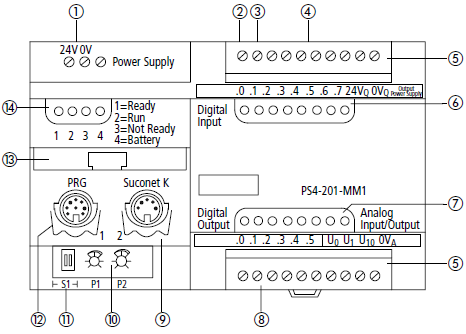 ① ② ③ ④
24V 0V
Power Supply
⑤
.0 .1 .2 .3 .4 .5 .6 .7 24VQ 0VQ Output Power Supply
⑭
1=Ready
2=Run
3=Not Ready
4=Battery
1 2 3 4
Digital
Input
⑥
⑬
PRG Suconet K
PS4-201-MM1
⑦
1 2
Digital
Output
Analog
Input/Output
.0 .1 .2 .3 .4 .5 U0 U1 U10 0VA
⑤
S1 P1 P2
⑫ ⑪ ⑩ ⑨ ⑧